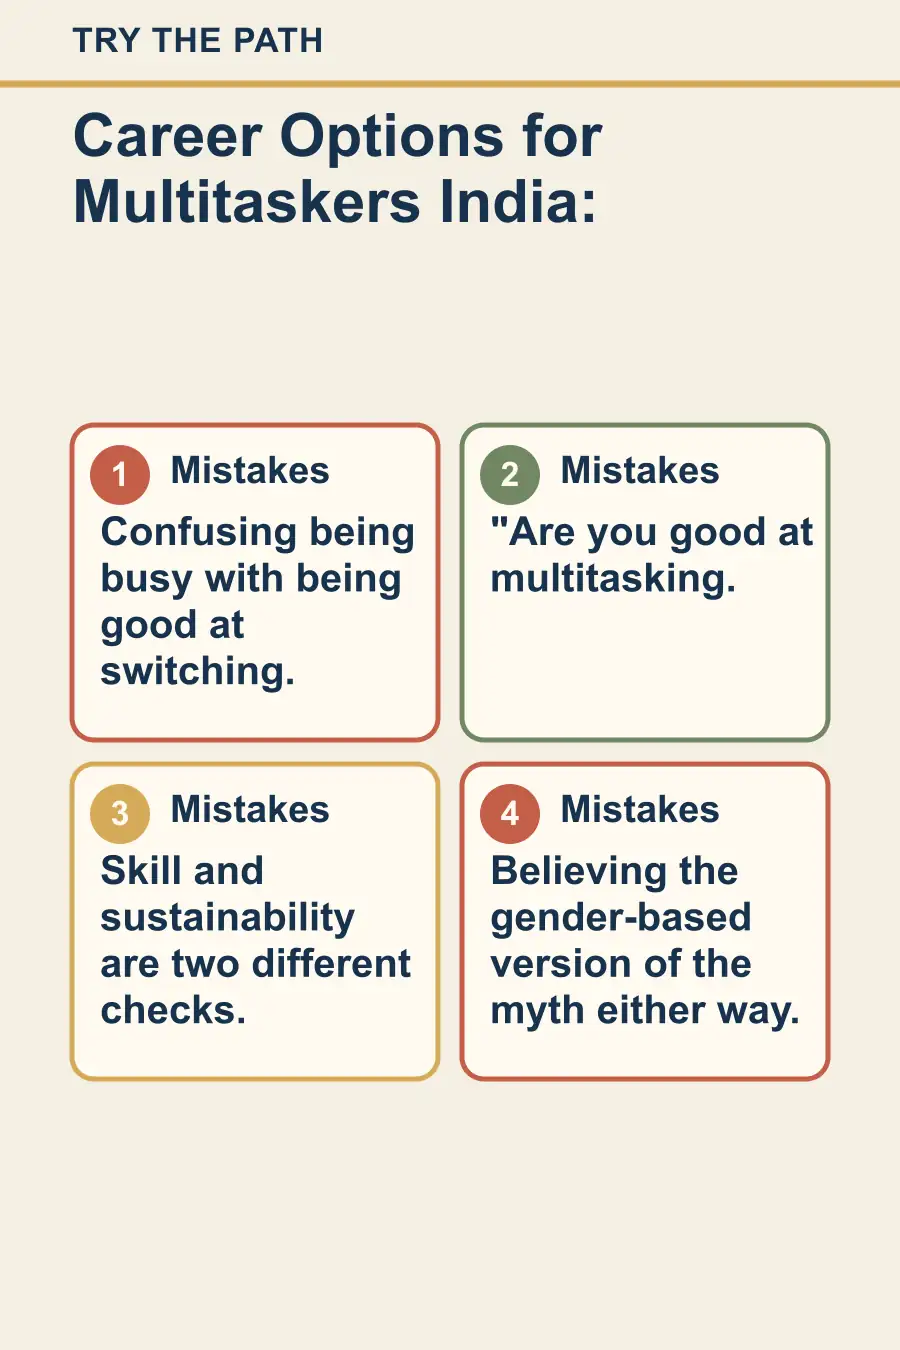 TRY THE PATH
Career Options for
Multitaskers India:
1 Mistakes
Confusing being
busy with being
good at
switching.
2 Mistakes
"Are you good at
multitasking.
3 Mistakes
Skill and
sustainability
are two different
checks.
4 Mistakes
Believing the
gender-based
version of the
myth either way.